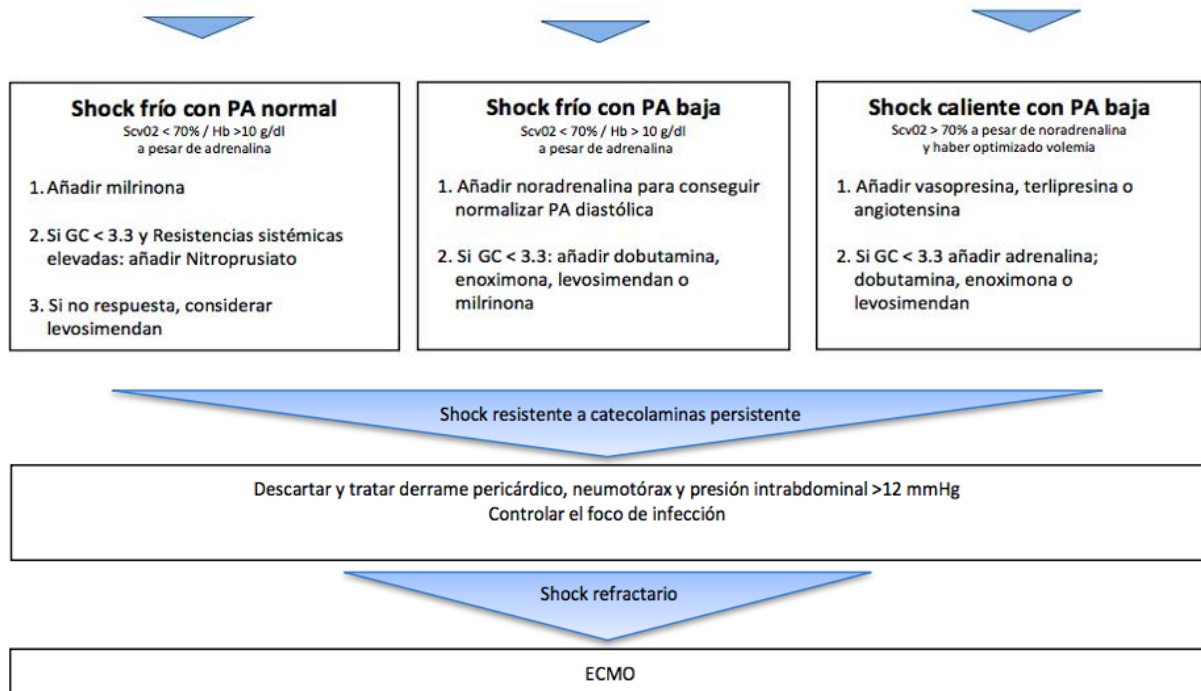 Shock frío con PA normal
Scv02 < 70% / Hb >10 g/dl
a pesar de adrenalina
1. Añadir milrinona
2. Si GC < 3.3 y Resistencias sistémicas
elevadas: añadir Nitroprusiato
3. Si no respuesta, considerar
levosimendan
Shock frío con PA baja
Scv02 < 70% / Hb > 10 g/dl
a pesar de adrenalina
1. Añadir noradrenalina para conseguir
normalizar PA diastólica
2. Si GC < 3.3: añadir dobutamina,
enoximona, levosimendan o
milrinona
Shock caliente con PA baja
Scv02 > 70% a pesar de noradrenalina
y haber optimizado volemia
1. Añadir vasopresina, terlipresina o
angiotensina
2. Si GC < 3.3 añadir adrenalina;
dobutamina, enoximona o
levosimendan
Shock resistente a catecolaminas persistente
Descartar y tratar derrame pericárdico, neumotórax y presión intrabdominal >12 mmHg
Controlar el foco de infección
Shock refractario
ECMO